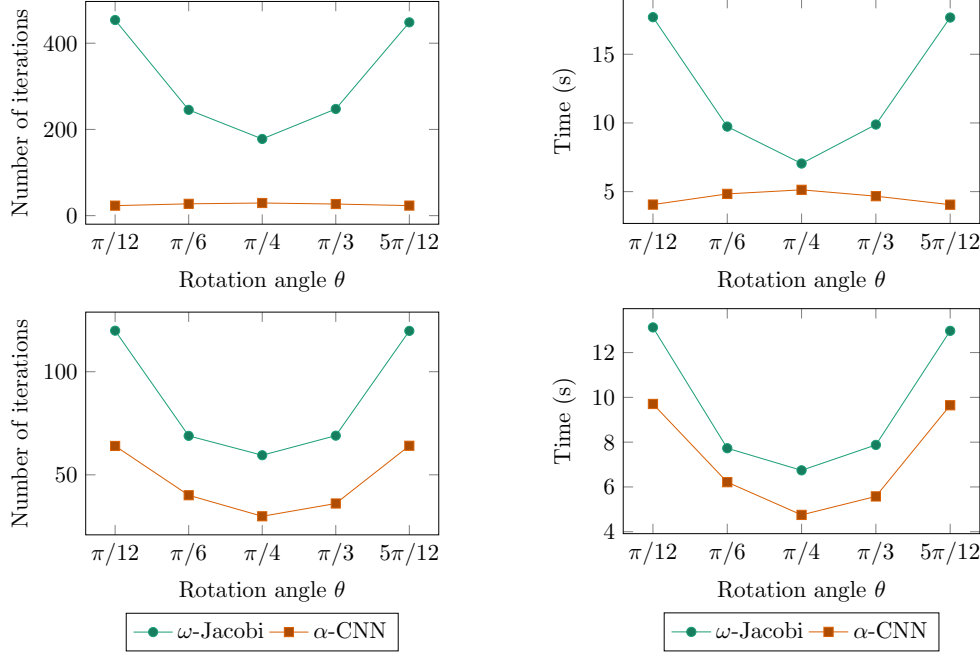 Number of iterations
400
200
0
π/12 π/6 π/4 π/3 5π/12
Rotation angle θ
Time (s)
15
10
5
π/12 π/6 π/4 π/3 5π/12
Rotation angle θ
Number of iterations
100
50
π/12 π/6 π/4 π/3 5π/12
Rotation angle θ
Time (s)
12
10
8
6
4
π/12 π/6 π/4 π/3 5π/12
Rotation angle θ
ω-Jacobi α-CNN
ω-Jacobi α-CNN